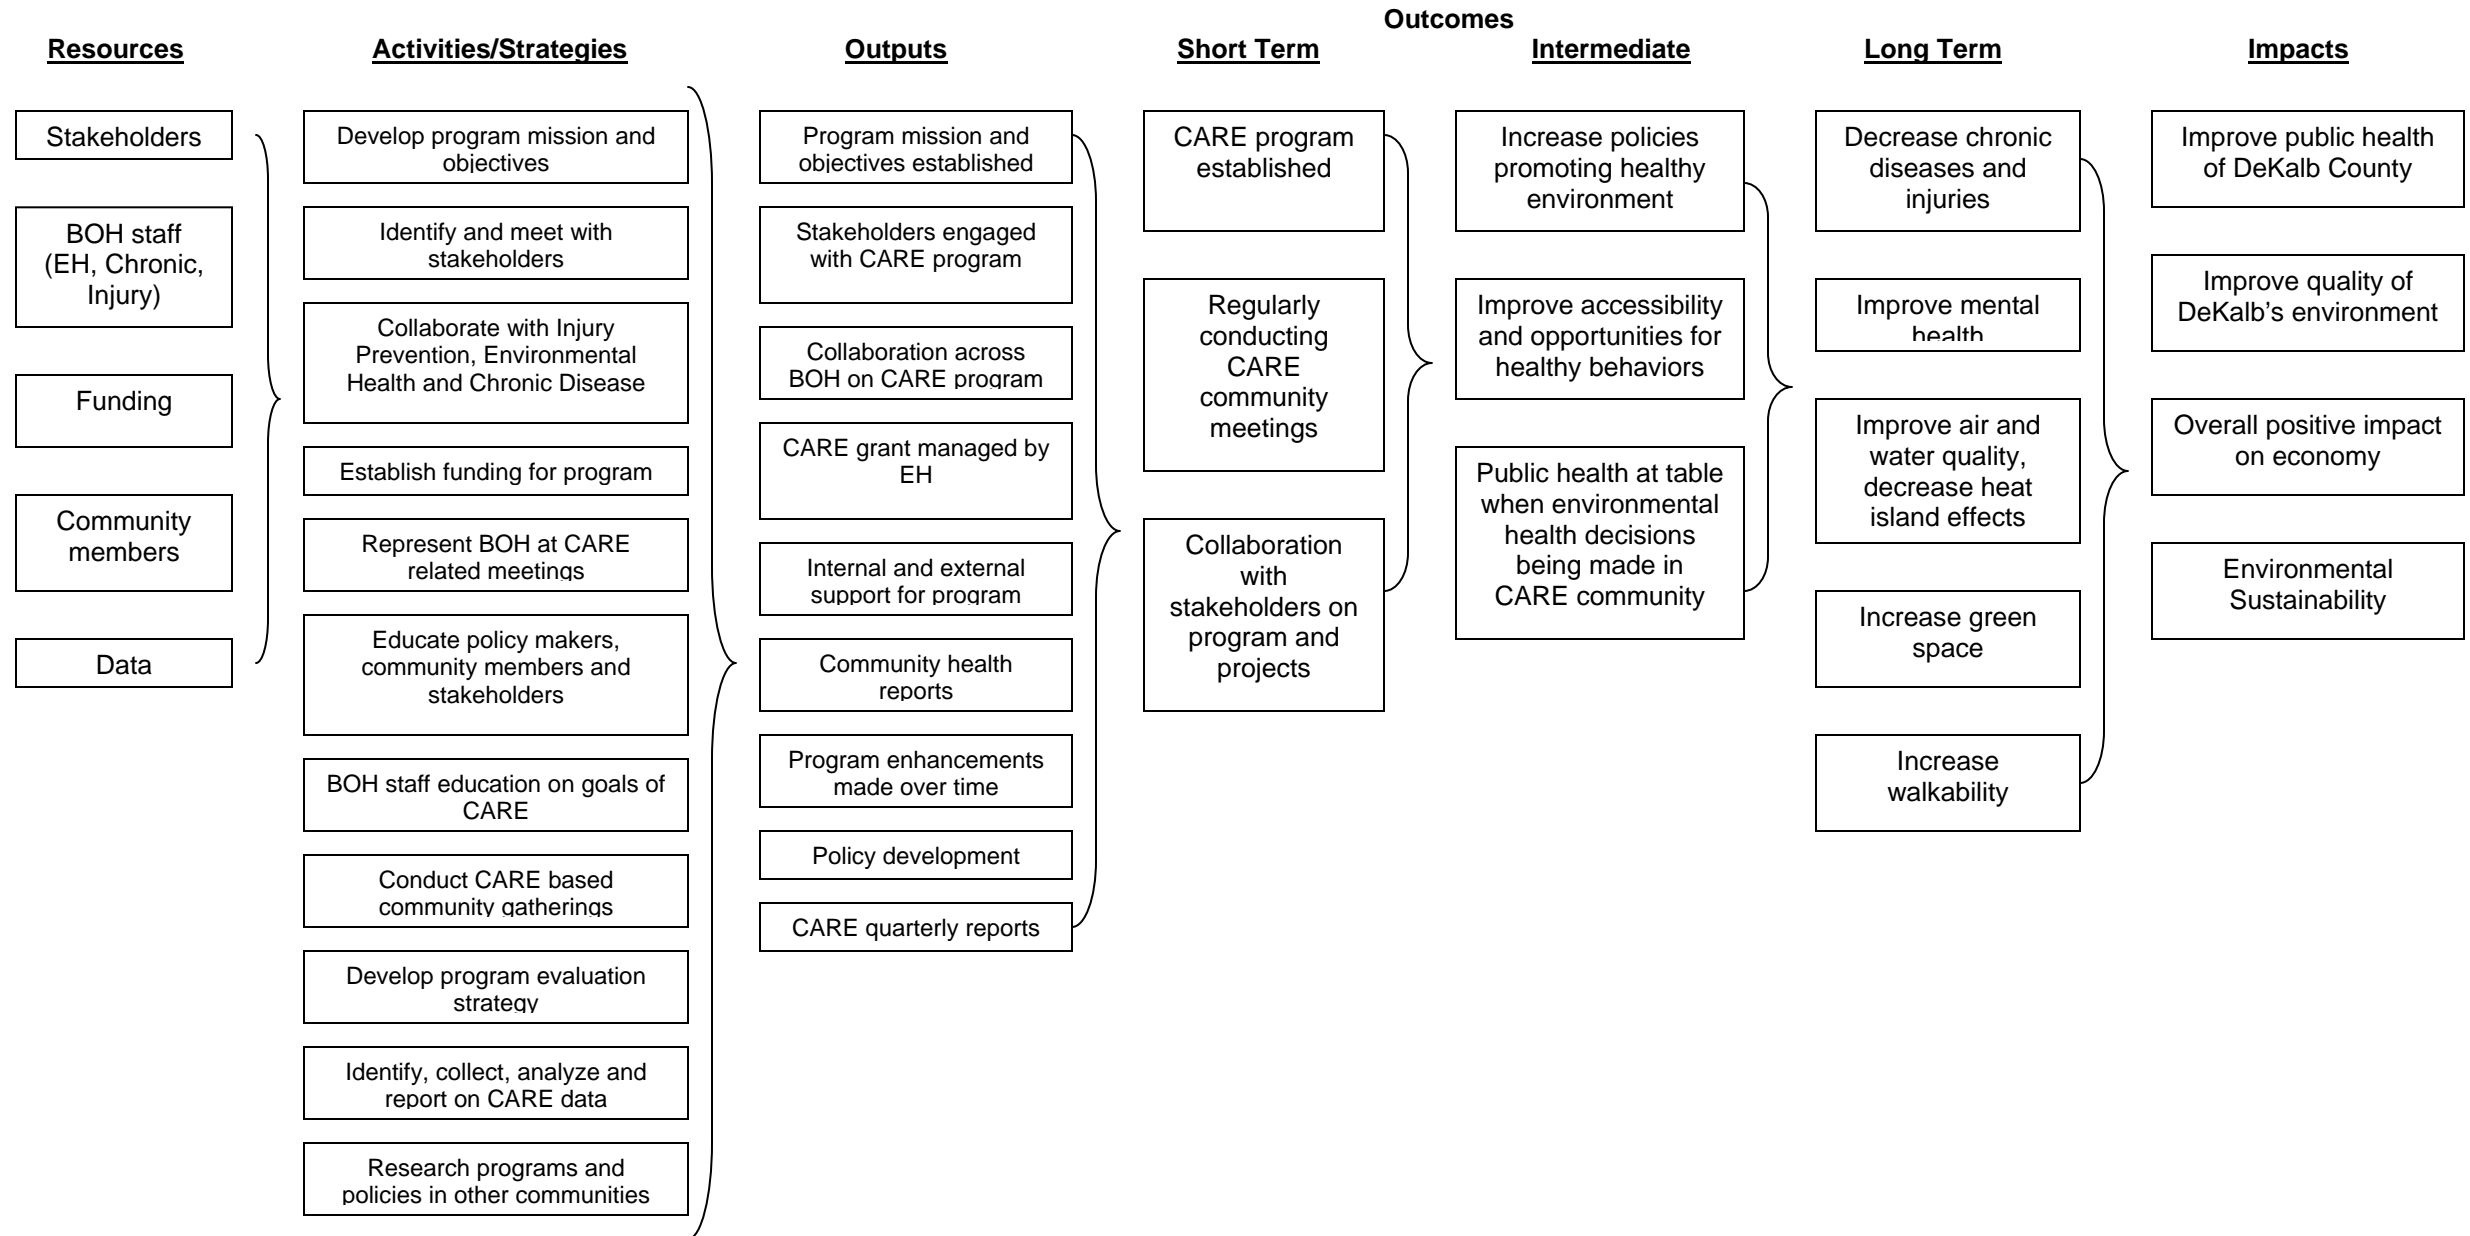 Outcomes
Resources
Activities/Strategies
Outputs
Short Term
Intermediate
Long Term
Impacts
Stakeholders
BOH staff
(EH, Chronic,
Injury)
Funding
Community
members
Data
Develop program mission and
objectives
Identify and meet with
stakeholders
Collaborate with Injury
Prevention, Environmental
Health and Chronic Disease
Establish funding for program
Represent BOH at CARE
related meetings
Educate policy makers,
community members and
stakeholders
BOH staff education on goals of
CARE
Conduct CARE based
community gatherings
Develop program evaluation
strategy
Identify, collect, analyze and
report on CARE data
Research programs and
policies in other communities
Program mission and
objectives established
Stakeholders engaged
with CARE program
Collaboration across
BOH on CARE program
CARE grant managed by
EH
Internal and external
support for program
Community health
reports
Program enhancements
made over time
Policy development
CARE quarterly reports
CARE program
established
Regularly
conducting
CARE
community
meetings
Collaboration
with
stakeholders on
program and
projects
Increase policies
promoting healthy
environment
Improve accessibility
and opportunities for
healthy behaviors
Public health at table
when environmental
health decisions
being made in
CARE community
Decrease chronic
diseases and
injuries
Improve mental
health
Improve air and
water quality,
decrease heat
island effects
Increase green
space
Increase
walkability
Improve public health
of DeKalb County
Improve quality of
DeKalb’s environment
Overall positive impact
on economy
Environmental
Sustainability